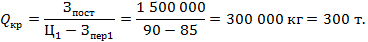 Qкр = Зпост / (Ц1 − Зпер1) = 1 500 000 / (90 − 85) = 300 000 кг = 300 т.